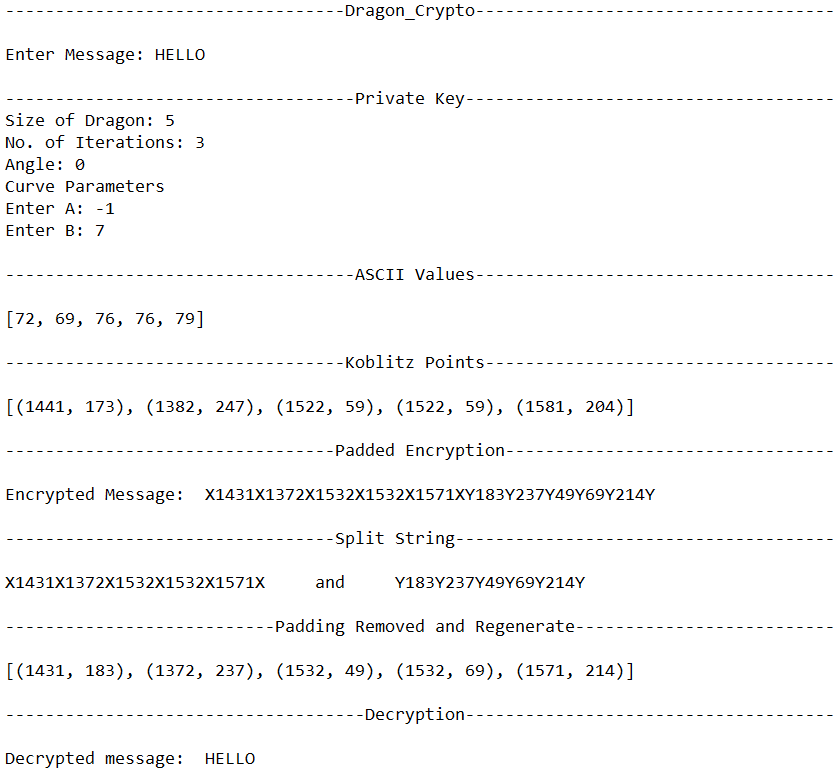 ----------------------------------Dragon_Crypto------------------------------------
Enter Message: HELLO
-----------------------------------Private Key-------------------------------------
Size of Dragon: 5
No. of Iterations: 3
Angle: 0
Curve Parameters
Enter A: -1
Enter B: 7
-----------------------------------ASCII Values------------------------------------
[72, 69, 76, 76, 79]
----------------------------------Koblitz Points-----------------------------------
[(1441, 173), (1382, 247), (1522, 59), (1522, 59), (1581, 204)]
---------------------------------Padded Encryption---------------------------------
Encrypted Message:  X1431X1372X1532X1532X1571XY183Y237Y49Y69Y214Y
---------------------------------Split String--------------------------------------
X1431X1372X1532X1532X1571X     and     Y183Y237Y49Y69Y214Y
---------------------------Padding Removed and Regenerate--------------------------
[(1431, 183), (1372, 237), (1532, 49), (1532, 69), (1571, 214)]
------------------------------------Decryption-------------------------------------
Decrypted message:  HELLO